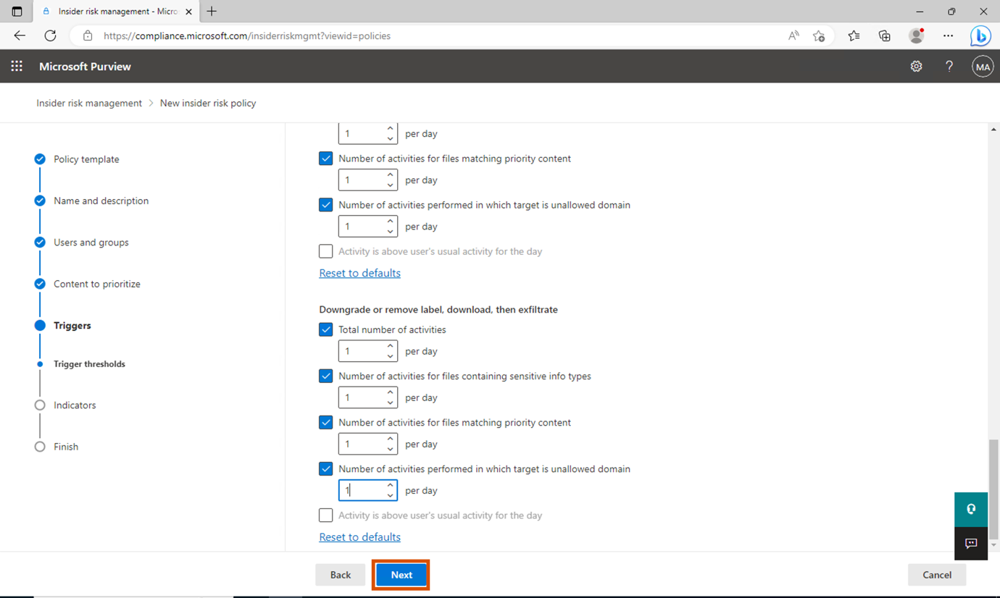 Insider risk management - Micro
https://compliance.microsoft.com/insiderriskmgmt?viewid=policies
Microsoft Purview
?
MA
Insider risk management > New insider risk policy
Policy template
Name and description
Users and groups
Content to prioritize
Triggers
Trigger thresholds
Indicators
Finish
1 per day
Number of activities for files matching priority content
1 per day
Number of activities performed in which target is unallowed domain
1 per day
Activity is above user's usual activity for the day
Reset to defaults
Downgrade or remove label, download, then exfiltrate
Total number of activities
1 per day
Number of activities for files containing sensitive info types
1 per day
Number of activities for files matching priority content
1 per day
Number of activities performed in which target is unallowed domain
1 per day
Activity is above user's usual activity for the day
Reset to defaults
Back
Next
Cancel